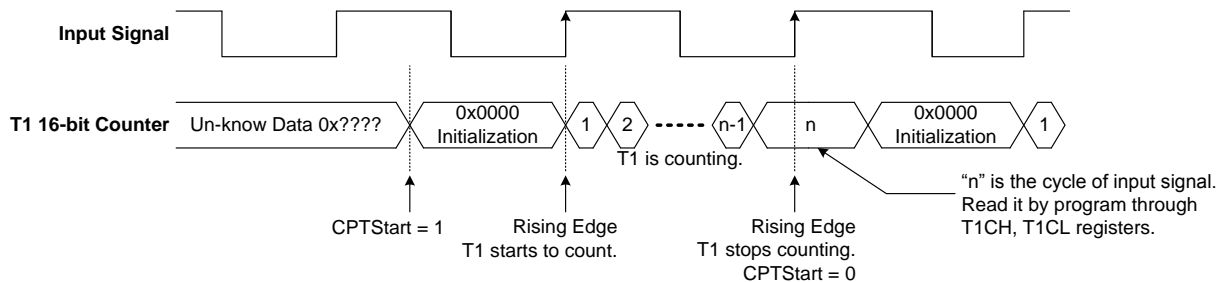 Input Signal
T1 16-bit Counter
Un-know Data 0x????
0x0000
Initialization
1
2
n-1
n
0x0000
Initialization
1
T1 is counting.
CPTStart = 1
Rising Edge
T1 starts to count.
Rising Edge
T1 stops counting.
CPTStart = 0
“n” is the cycle of input signal.
Read it by program through
T1CH, T1CL registers.